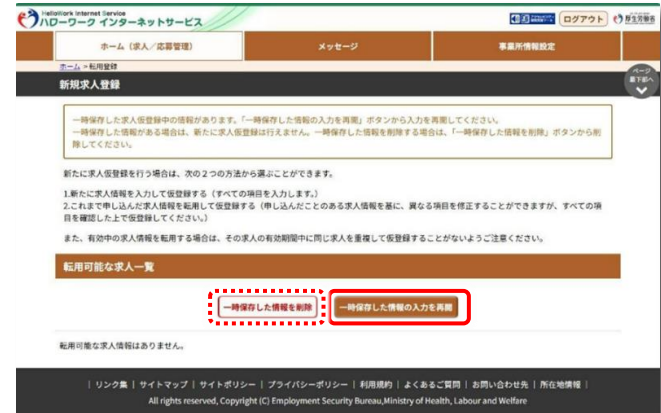 HelloWork Internet Service
ハローワーク インターネットサービス
ログアウト
厚生労働省
ホーム（求人／応募管理）
メッセージ
事業所情報設定
ホーム > 転用登録
ページ
最下部へ
新規求人登録
一時保存した求人仮登録中の情報があります。「一時保存した情報の入力を再開」ボタンから入力を再開してください。
一時保存した情報がある場合は、新たに求人仮登録は行えません。一時保存した情報を削除する場合は、「一時保存した情報を削除」ボタンから削
除してください。
新たに求人仮登録を行う場合は、次の２つの方法から選ぶことができます。
1.新たに求人情報を入力して仮登録する（すべての項目を入力します。）
2.これまで申し込んだ求人情報を転用して仮登録する（申し込んだことのある求人情報を基に、異なる項目を修正することができますが、すべての項
目を確認した上で仮登録してください。）
また、有効中の求人情報を転用する場合は、その求人の有効期間中に同じ求人を重複して仮登録することがないようご注意ください。
転用可能な求人一覧
一時保存した情報を削除
一時保存した情報の入力を再開
転用可能な求人情報はありません。
| リンク集 | サイトマップ | サイトポリシー | プライバシーポリシー | 利用規約 | よくあるご質問 | お問い合わせ先 | 所在地情報 |
All rights reserved, Copyright (C) Employment Security Bureau,Ministry of Health, Labour and Welfare